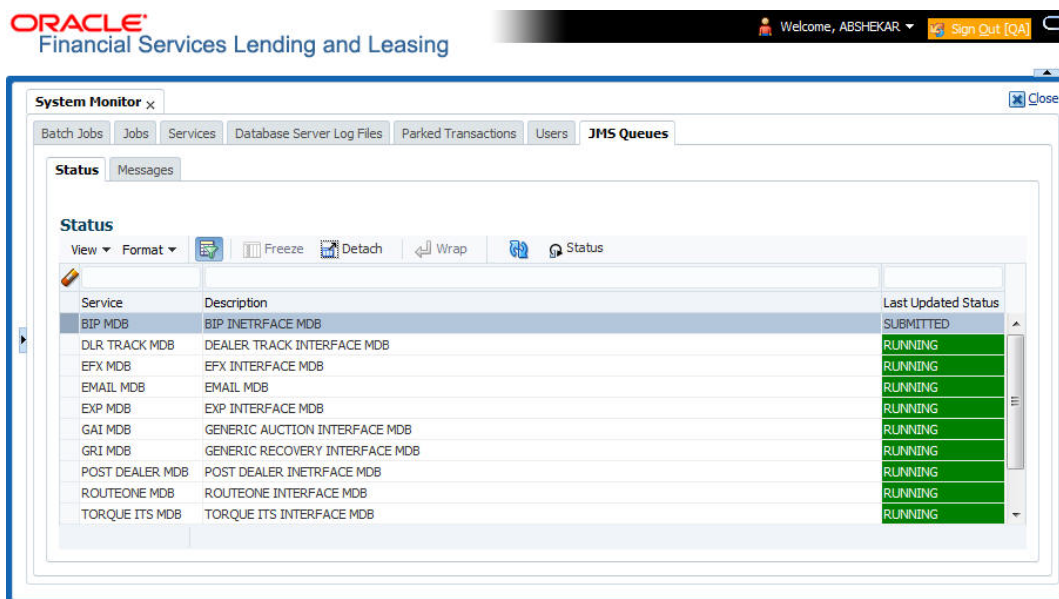 ORACLE
Financial Services Lending and Leasing
Welcome, ABSHEKAR
Sign Out [QA]
System Monitor x
Close
Batch Jobs Jobs Services Database Server Log Files Parked Transactions Users JMS Queues
Status Messages
Status
View Format Freeze Detach Wrap Status
Service Description Last Updated Status
BIP MDB BIP INETRFACE MDB SUBMITTED
DLR TRACK MDB DEALER TRACK INTERFACE MDB RUNNING
EFX MDB EFX INTERFACE MDB RUNNING
EMAIL MDB EMAIL MDB RUNNING
EXP MDB EXP INTERFACE MDB RUNNING
GAI MDB GENERIC AUCTION INTERFACE MDB RUNNING
GRI MDB GENERIC RECOVERY INTERFACE MDB RUNNING
POST DEALER MDB POST DEALER INETRFACE MDB RUNNING
ROUTEONE MDB ROUTEONE INTERFACE MDB RUNNING
TORQUE ITS MDB TORQUE ITS INTERFACE MDB RUNNING